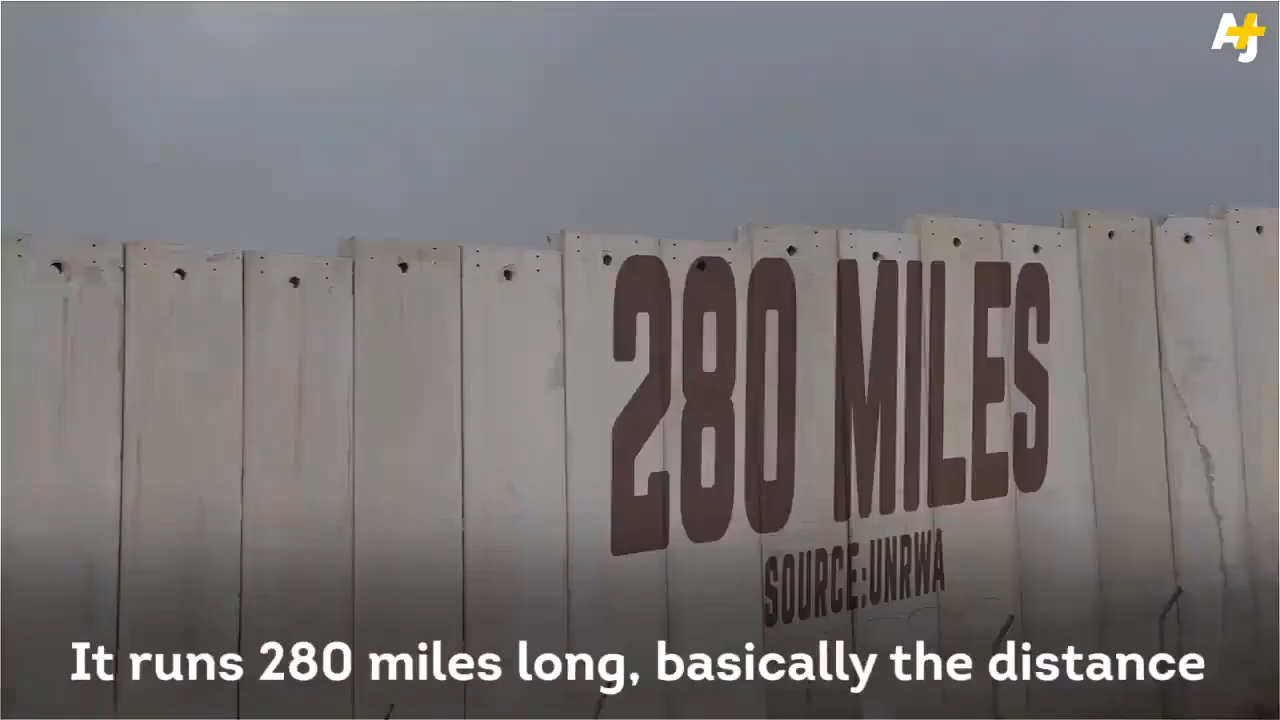 AJ+
280 MILES
SOURCE:UNRWA
It runs 280 miles long, basically the distance